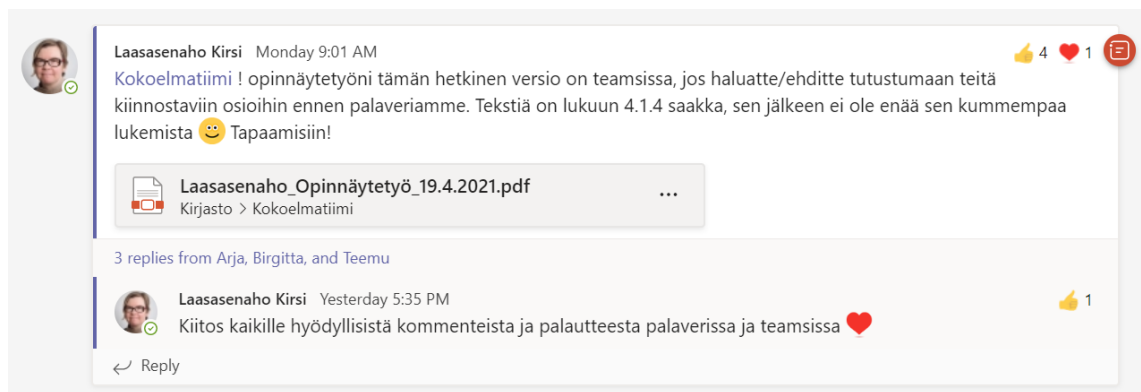 Laasasenaho Kirsi Monday 9:01 AM 4 1
Kokoelmatiimi ! opinnäytetyöni tämän hetkinen versio on teamsissa, jos haluatte/ehditte tutustumaan teitä
kiinnostaviin osioihin ennen palaveriamme. Tekstiä on lukuun 4.1.4 saakka, sen jälkeen ei ole enää sen kummempaa
lukemista Tapaamisiin!
Laasasenaho_Opinnäytetyö_19.4.2021.pdf
Kirjasto > Kokoelmatiimi
3 replies from Arja, Birgitta, and Teemu
Laasasenaho Kirsi Yesterday 5:35 PM 1
Kiitos kaikille hyödyllisistä kommenteista ja palautteesta palaverissa ja teamsissa
Reply